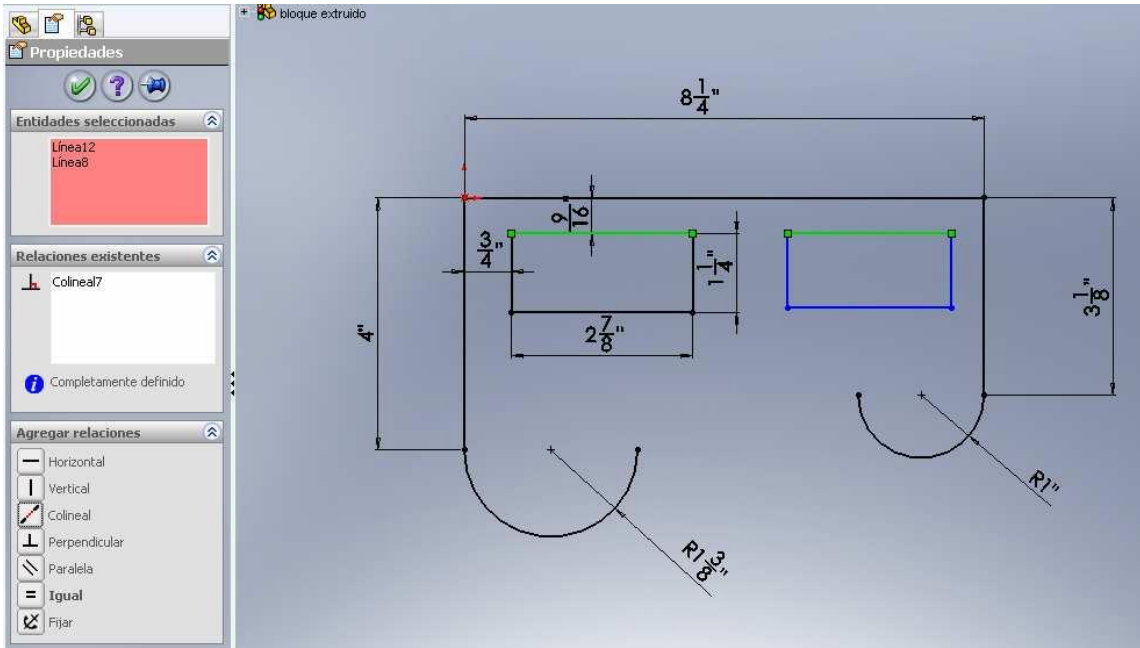 bloque extruido
Propiedades
Entidades seleccionadas
Línea12
Línea8
Relaciones existentes
Colineal7
Completamente definido
Agregar relaciones
Horizontal
Vertical
Colineal
Perpendicular
Paralela
Igual
Fijar
8 1/4"
9/16
3/4"
1 1/4"
2 7/8"
4"
3 1/8"
R1"
R1 3/8"